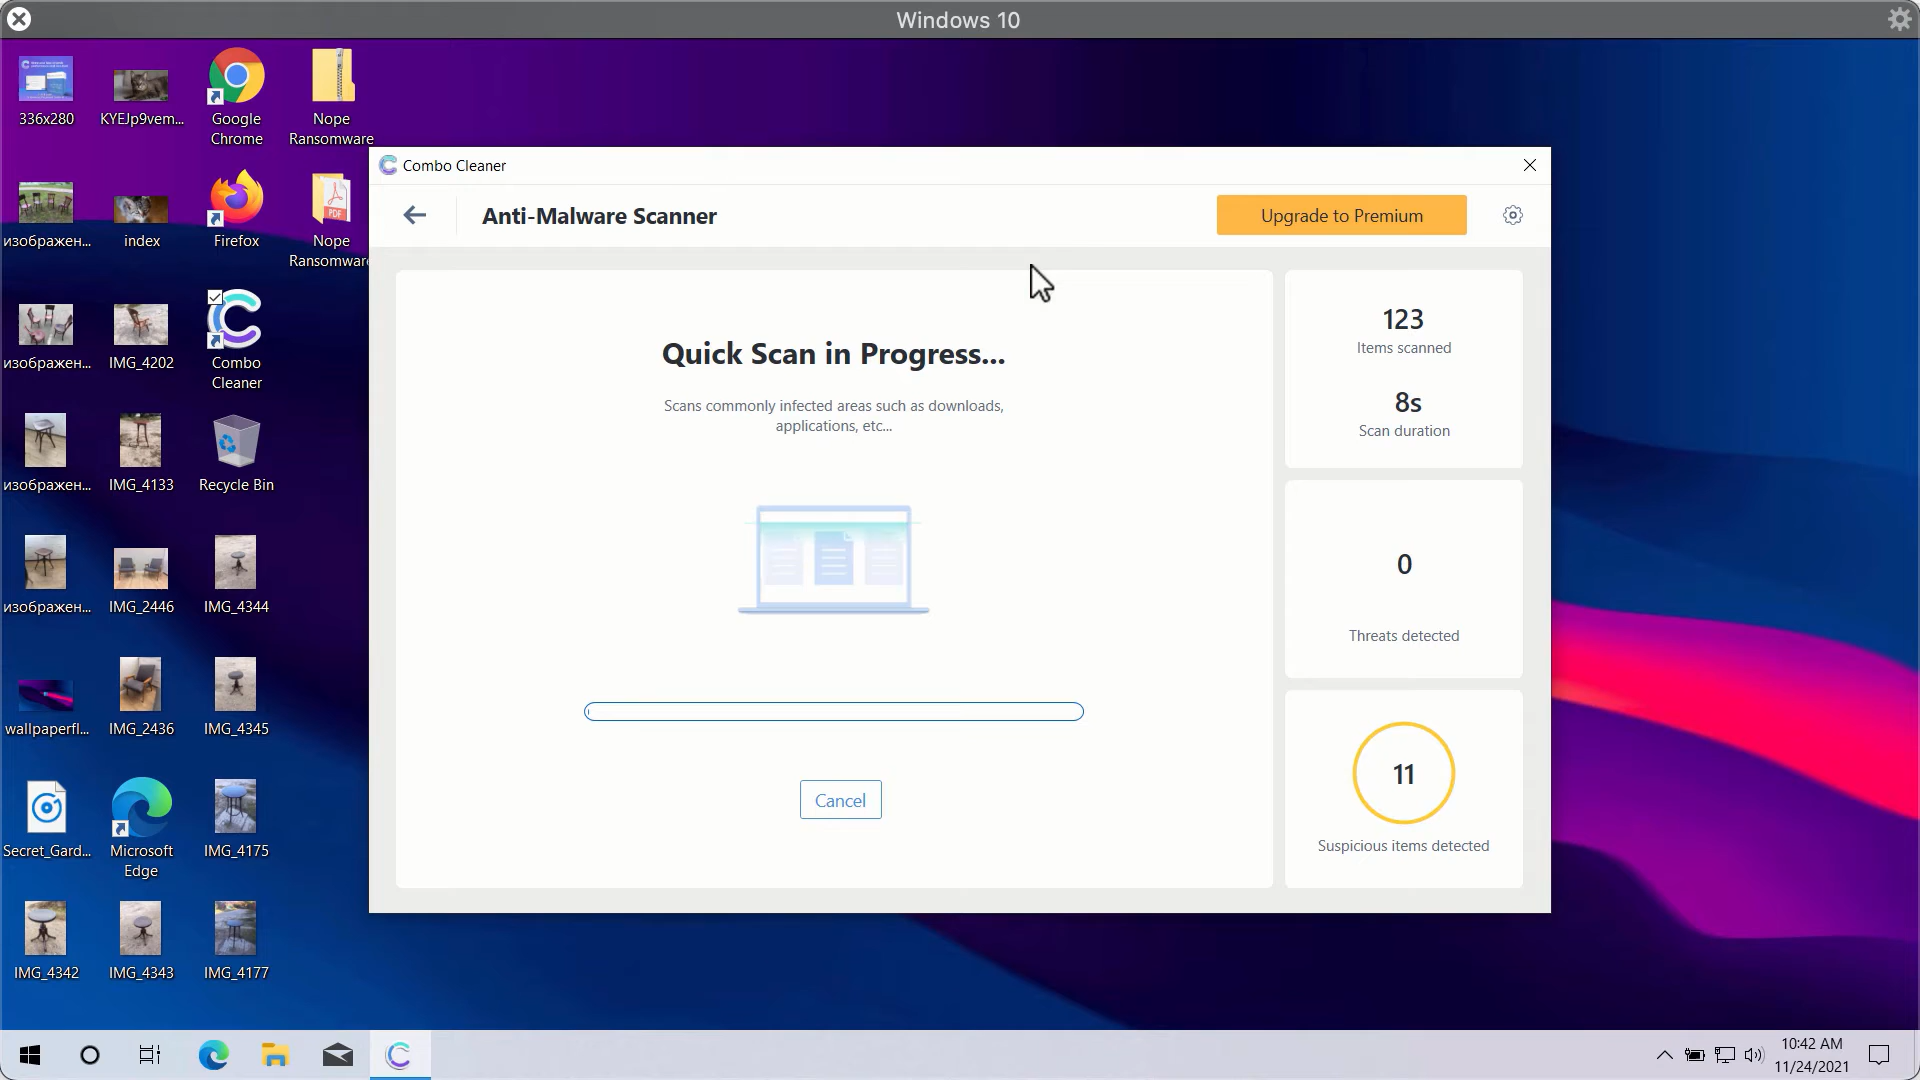 Windows 10
336x280
KYEJp9vem...
Google
Chrome
Nope
Ransomware
изображен...
index
Firefox
PDF
Nope
Ransomware
изображен...
IMG_4202
Combo
Cleaner
изображен...
IMG_4133
Recycle Bin
изображен...
IMG_2446
IMG_4344
wallpaperfl...
IMG_2436
IMG_4345
Secret_Gard...
Microsoft
Edge
IMG_4175
IMG_4342
IMG_4343
IMG_4177
Combo Cleaner
Anti-Malware Scanner
Upgrade to Premium
Quick Scan in Progress...
Scans commonly infected areas such as downloads,
applications, etc...
Cancel
123
Items scanned
8s
Scan duration
0
Threats detected
11
Suspicious items detected
10:42 AM
11/24/2021